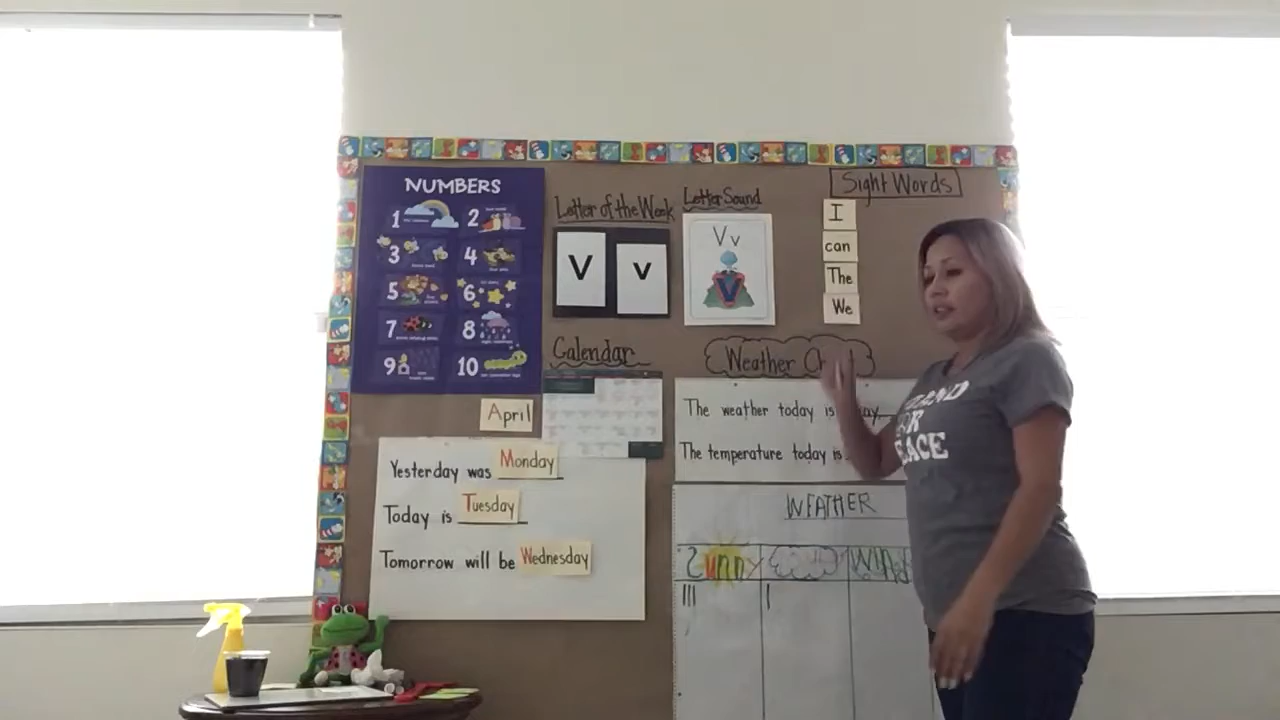 NUMBERS
1 2
3 4
5 6
7 8
9 10
Letter of the Week
V v
Letter Sound
Vv
V
Sight Words
I
can
The
We
Calendar
April
Yesterday was Monday
Today is Tuesday
Tomorrow will be Wednesday
Weather
The weather today is
The temperature today is
WEATHER
Sunny